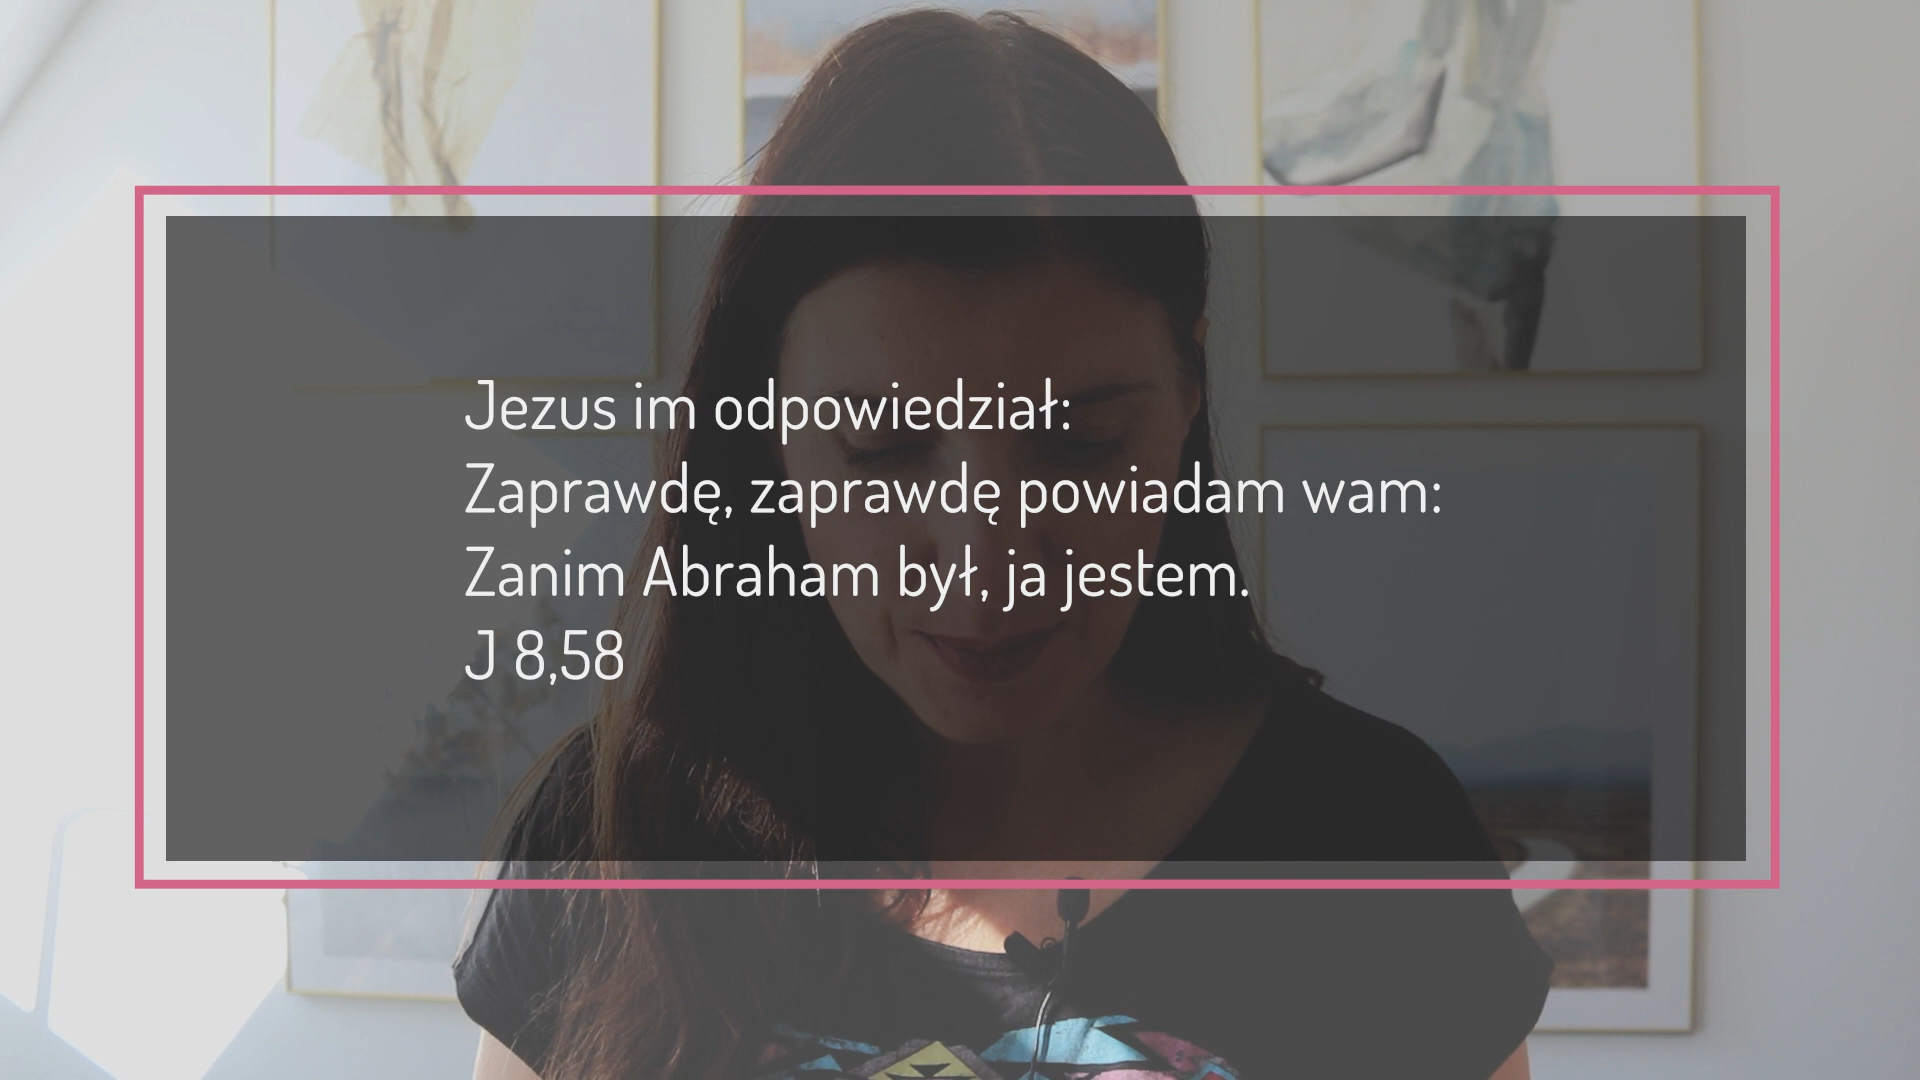 Jezus im odpowiedział:
Zaprawdę, zaprawdę powiadam wam:
Zanim Abraham był, ja jestem.
J 8,58